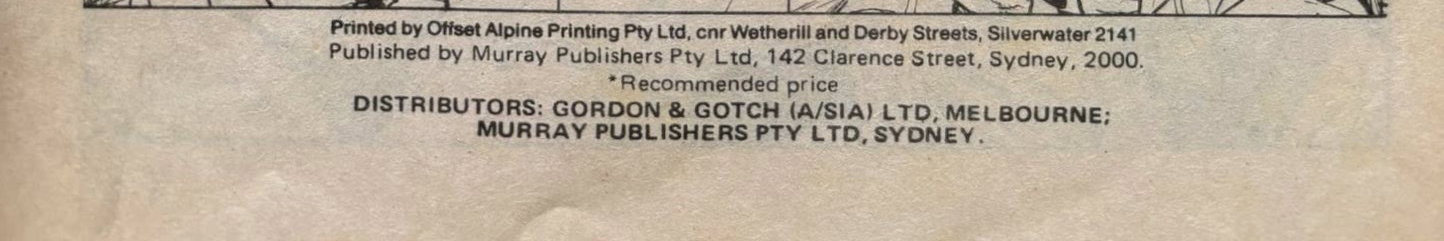 Printed by Offset Alpine Printing Pty Ltd, cnr Wetherill and Derby Streets, Silverwater 2141
Published by Murray Publishers Pty Ltd, 142 Clarence Street, Sydney, 2000.
*Recommended price
DISTRIBUTORS: GORDON & GOTCH (A/SIA) LTD, MELBOURNE;
MURRAY PUBLISHERS PTY LTD, SYDNEY.